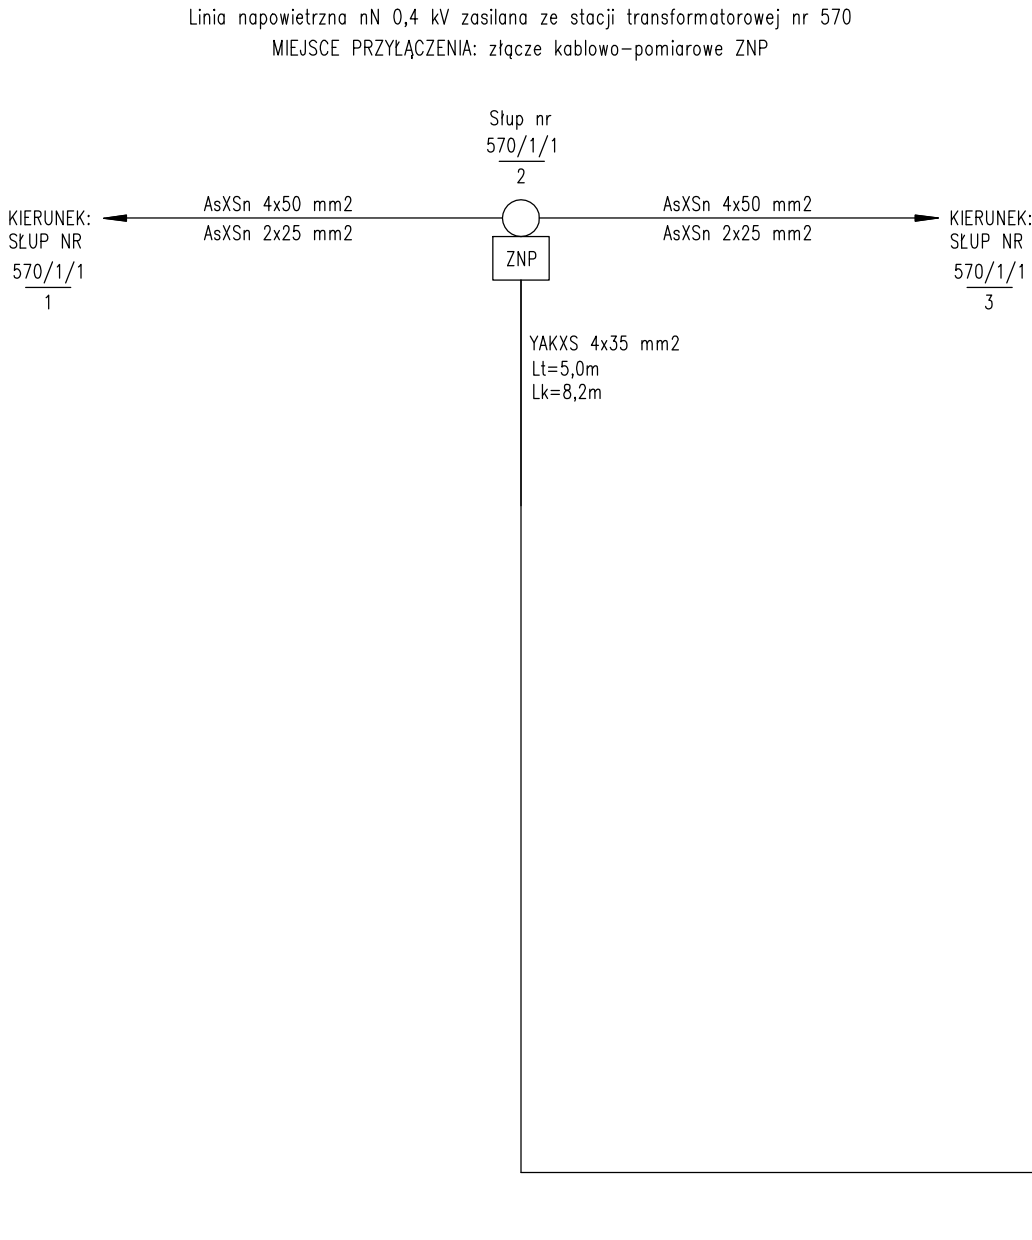 Linia napowietrzna nN 0,4 kV zasilana ze stacji transformatorowej nr 570
MIEJSCE PRZYŁĄCZENIA: złącze kablowo-pomiarowe ZNP
Słup nr
570/1/1
2
AsXSn 4x50 mm2
AsXSn 2x25 mm2
AsXSn 4x50 mm2
AsXSn 2x25 mm2
KIERUNEK:
SŁUP NR
570/1/1
1
KIERUNEK:
SŁUP NR
570/1/1
3
ZNP
YAKXS 4x35 mm2
Lt=5,0m
Lk=8,2m